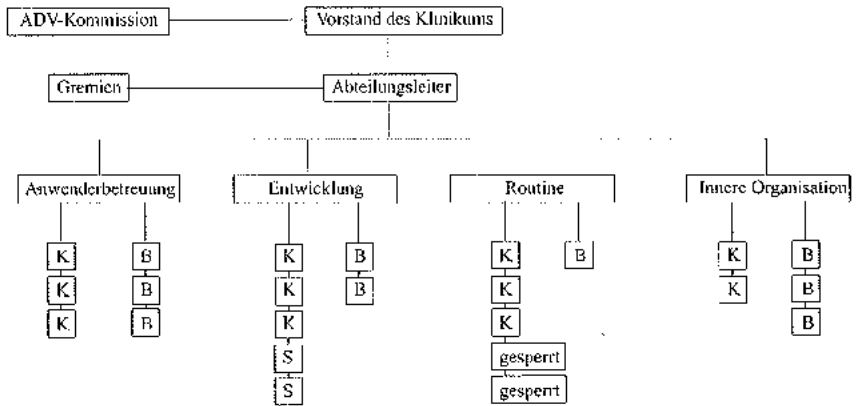 ADV-Kommission Vorstand des Klinikums
Gremien Abteilungsleiter
Anwenderbetreuung Entwicklung Routine Innere Organisation
K B K B K B K B
K B K B K K B
K B K K B
S gesperrt
S gesperrt